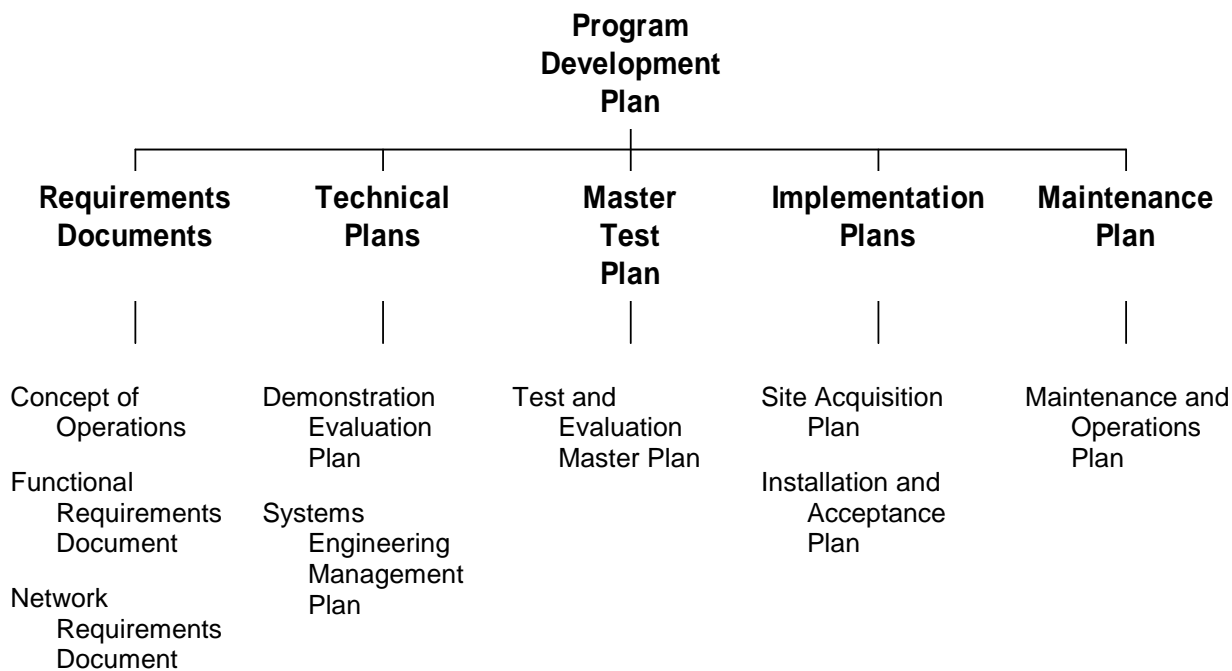 Program
Development
Plan
Requirements
Documents
Technical
Plans
Master
Test
Plan
Implementation
Plans
Maintenance
Plan
Concept of
Operations
Functional
Requirements
Document
Network
Requirements
Document
Demonstration
Evaluation
Plan
Systems
Engineering
Management
Plan
Test and
Evaluation
Master Plan
Site Acquisition
Plan
Installation and
Acceptance
Plan
Maintenance and
Operations
Plan